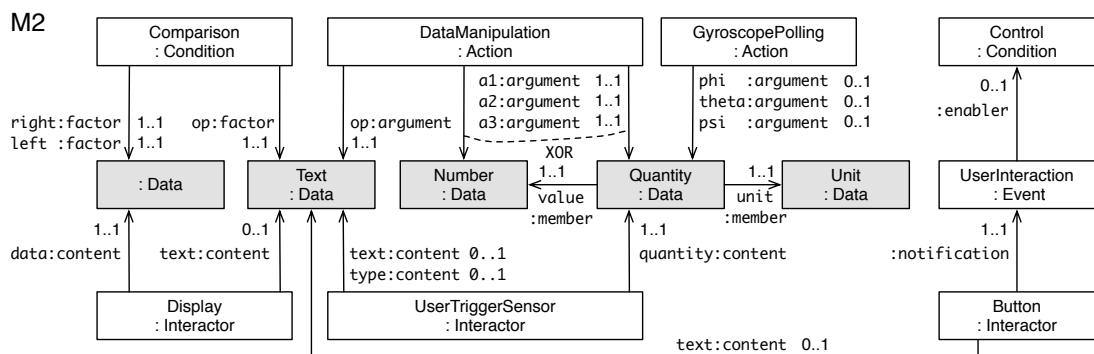 M2
Comparison
: Condition
DataManipulation
: Action
GyroscopePolling
: Action
Control
: Condition
right:factor 1..1
left :factor 1..1
op:factor
1..1
op:argument
1..1
a1:argument 1..1
a2:argument 1..1
a3:argument 1..1
XOR
phi :argument 0..1
theta:argument 0..1
psi :argument 0..1
0..1
:enabler
: Data
Text
: Data
Number
: Data
1..1
value
:member
Quantity
: Data
1..1
unit
:member
Unit
: Data
UserInteraction
: Event
1..1
data:content
0..1
text:content
text:content 0..1
type:content 0..1
1..1
quantity:content
1..1
:notification
Display
: Interactor
UserTriggerSensor
: Interactor
Button
: Interactor
text:content 0..1